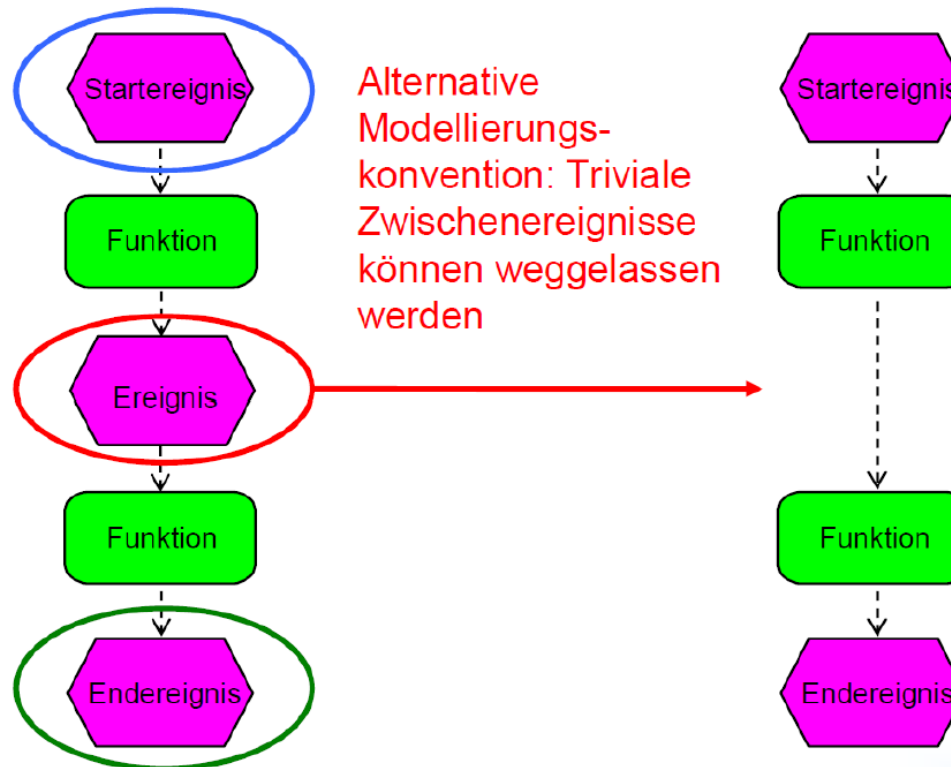 Startereignis
Funktion
Ereignis
Funktion
Endereignis
Alternative
Modellierungs-
konvention: Triviale
Zwischenereignisse
können weggelassen
werden
Startereignis
Funktion
Funktion
Endereignis